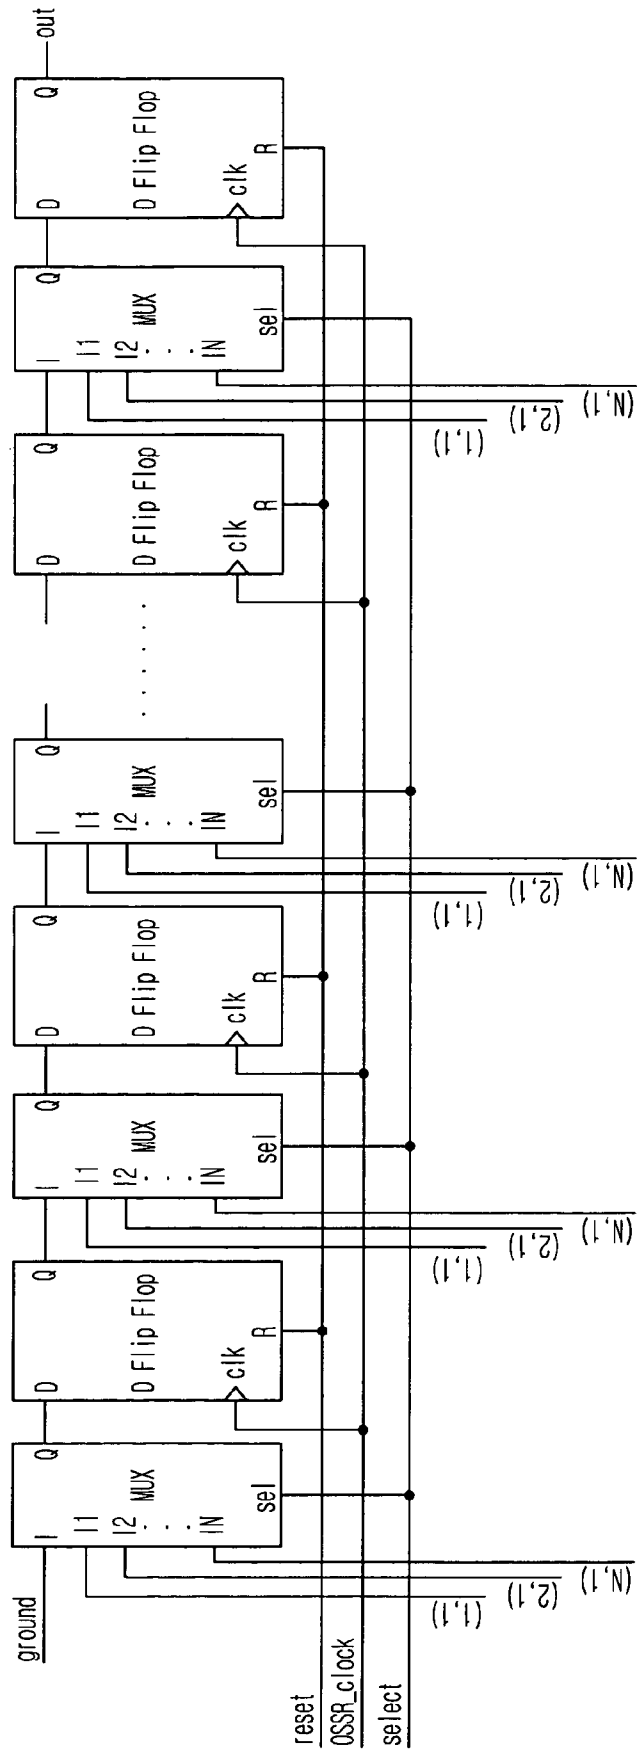 ground
I Q
I1
I2 MUX
. . .
IN
sel
(1,1)
(2,1)
(N,1)
D Q
D Flip Flop
clk
R
I Q
I1
I2 MUX
. . .
IN
sel
(1,1)
(2,1)
(N,1)
D Q
D Flip Flop
clk
R
I Q
I1
I2 MUX
. . .
IN
sel
(1,1)
(2,1)
(N,1)
. . . . . .
D Q
D Flip Flop
clk
R
I Q
I1
I2 MUX
. . .
IN
sel
(1,1)
(2,1)
(N,1)
D Q
D Flip Flop
clk
R
out
reset
OSSR_clock
select